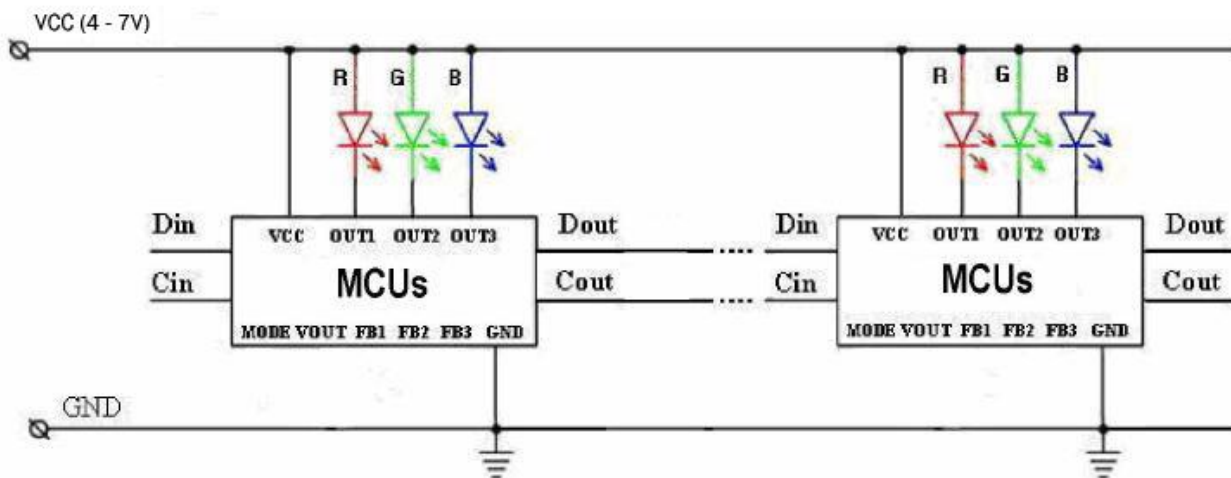 VCC (4 - 7V)
R G B R G B
Din VCC OUT1 OUT2 OUT3 Dout Din VCC OUT1 OUT2 OUT3 Dout
MCUs MCUs
Cin Cout Cin Cout
MODE VOUT FB1 FB2 FB3 GND MODE VOUT FB1 FB2 FB3 GND
GND